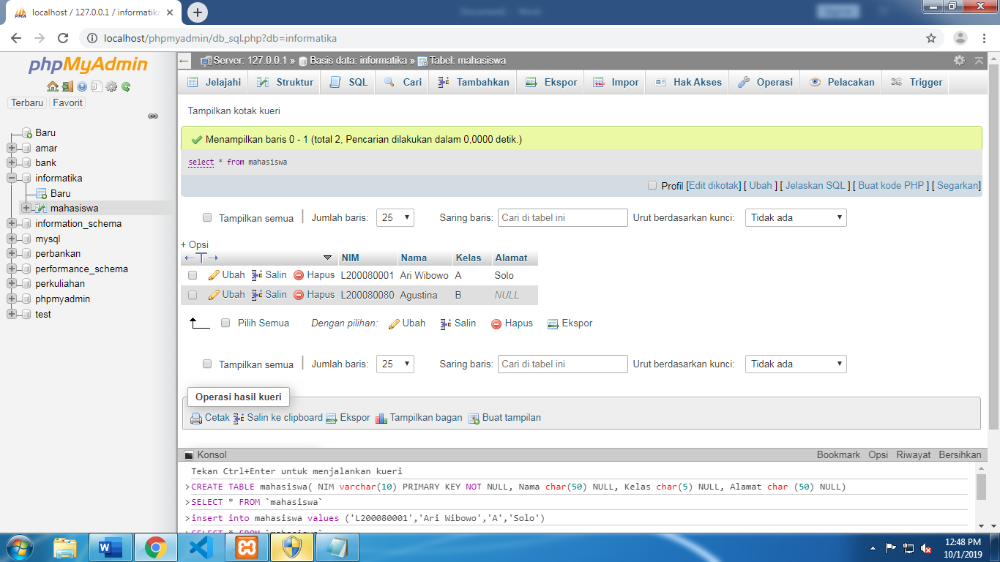 localhost / 127.0.0.1 / informatika
localhost/phpmyadmin/db_sql.php?db=informatika
phpMyAdmin
Terbaru Favorit
Baru
amar
bank
informatika
Baru
mahasiswa
information_schema
mysql
perbankan
performance_schema
perkuliahan
phpmyadmin
test
Server: 127.0.0.1 » Basis data: informatika » Tabel: mahasiswa
Jelajahi Struktur SQL Cari Tambahkan Ekspor Impor Hak Akses Operasi Pelacakan Trigger
Tampilkan kotak kueri
Menampilkan baris 0 - 1 (total 2, Pencarian dilakukan dalam 0,0000 detik.)
select * from mahasiswa
Profil [Edit dikotak] [ Ubah ] [ Jelaskan SQL ] [ Buat kode PHP ] [ Segarkan]
Tampilkan semua | Jumlah baris: 25 Saring baris: Cari di tabel ini Urut berdasarkan kunci: Tidak ada
+ Opsi
←T→ NIM Nama Kelas Alamat
Ubah Salin Hapus L200080001 Ari Wibowo A Solo
Ubah Salin Hapus L200080080 Agustina B NULL
Pilih Semua Dengan pilihan: Ubah Salin Hapus Ekspor
Tampilkan semua | Jumlah baris: 25 Saring baris: Cari di tabel ini Urut berdasarkan kunci: Tidak ada
Operasi hasil kueri
Cetak Salin ke clipboard Ekspor Tampilkan bagan Buat tampilan
Konsol Bookmark Opsi Riwayat Bersihkan
Tekan Ctrl+Enter untuk menjalankan kueri
>CREATE TABLE mahasiswa( NIM varchar(10) PRIMARY KEY NOT NULL, Nama char(50) NULL, Kelas char(5) NULL, Alamat char (50) NULL)
>SELECT * FROM `mahasiswa`
>insert into mahasiswa values ('L200080001','Ari Wibowo','A','Solo')
>SELECT * FROM `mahasiswa`
12:48 PM
10/1/2019